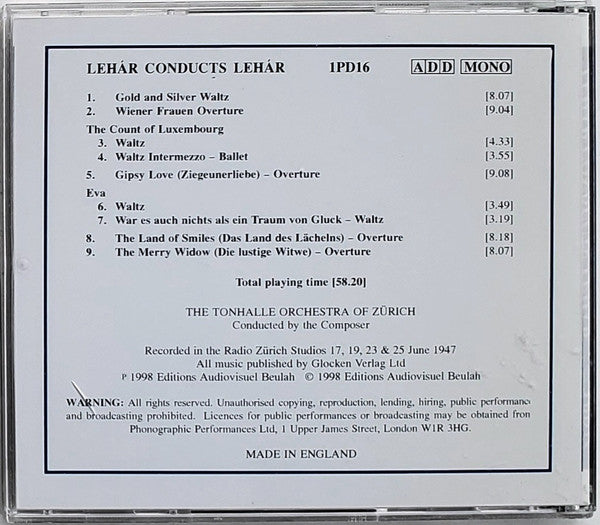 LEHÁR CONDUCTS LEHÁR 1PD16 ADD MONO
1. Gold and Silver Waltz [8.07]
2. Wiener Frauen Overture [9.04]
The Count of Luxembourg
3. Waltz [4.33]
4. Waltz Intermezzo – Ballet [3.55]
5. Gipsy Love (Ziegeunerliebe) – Overture [9.08]
Eva
6. Waltz [3.49]
7. War es auch nichts als ein Traum von Gluck – Waltz [3.19]
8. The Land of Smiles (Das Land des Lächelns) – Overture [8.18]
9. The Merry Widow (Die lustige Witwe) – Overture [8.07]
Total playing time [58.20]
THE TONHALLE ORCHESTRA OF ZÜRICH
Conducted by the Composer
Recorded in the Radio Zürich Studios 17, 19, 23 & 25 June 1947
All music published by Glocken Verlag Ltd
P 1998 Editions Audiovisuel Beulah © 1998 Editions Audiovisuel Beulah
WARNING: All rights reserved. Unauthorised copying, reproduction, lending, hiring, public performanc
and broadcasting prohibited. Licences for public performances or broadcasting may be obtained fron
Phonographic Performances Ltd, 1 Upper James Street, London W1R 3HG.
MADE IN ENGLAND